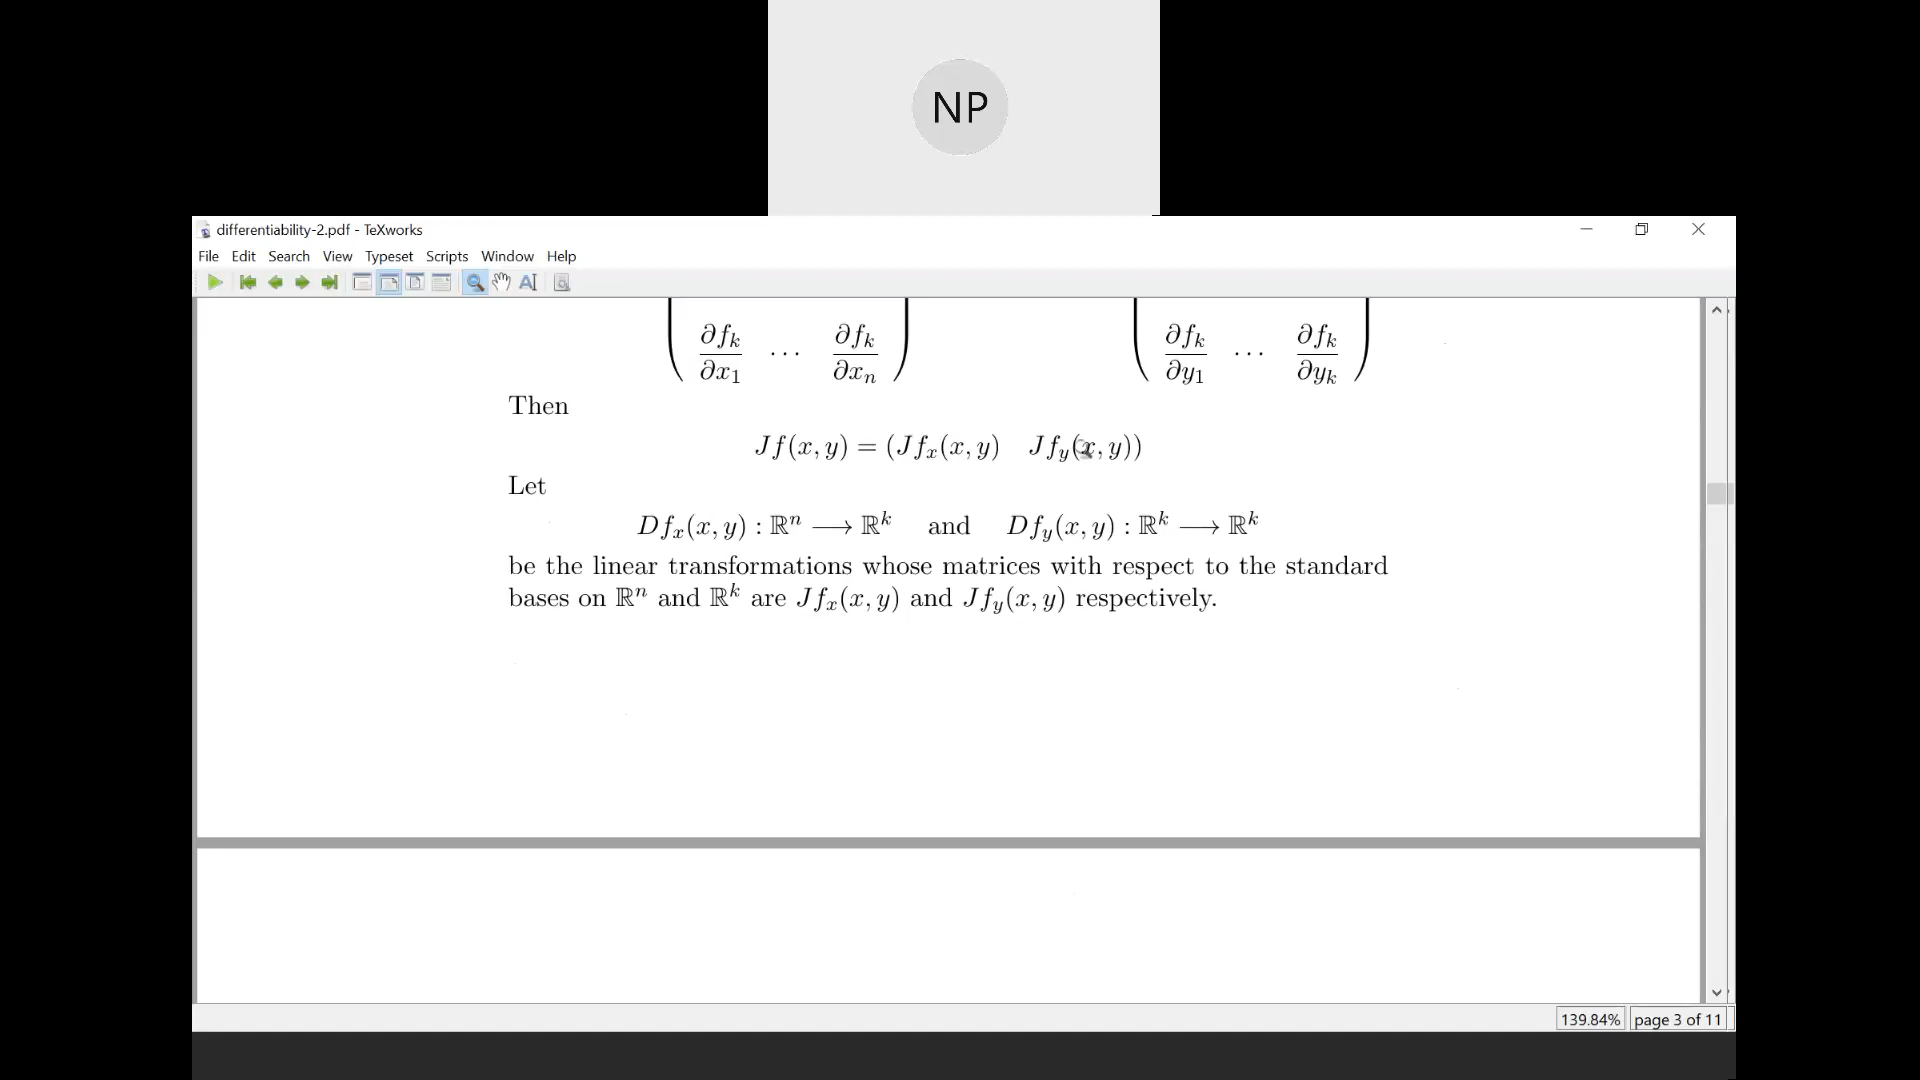 NP
differentiability-2.pdf - TeXworks
File Edit Search View Typeset Scripts Window Help
∂f_k/∂x_1 ⋯ ∂f_k/∂x_n ∂f_k/∂y_1 ⋯ ∂f_k/∂y_k
Then
Jf(x, y) = (Jf_x(x, y) Jf_y(x, y))
Let
Df_x(x, y) : ℝ^n ⟶ ℝ^k and Df_y(x, y) : ℝ^k ⟶ ℝ^k
be the linear transformations whose matrices with respect to the standard
bases on ℝ^n and ℝ^k are Jf_x(x, y) and Jf_y(x, y) respectively.
139.84% page 3 of 11